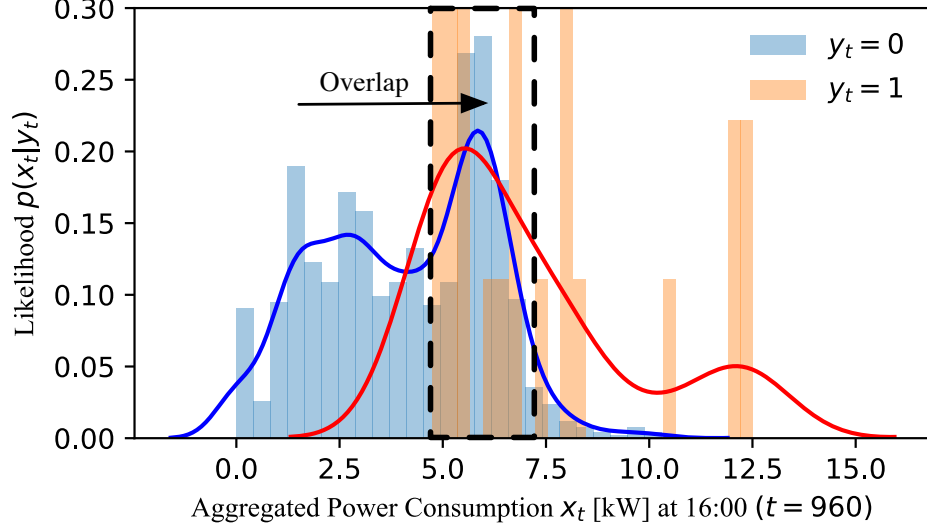 0.30
0.25
0.20
0.15
0.10
0.05
0.00
Likelihood p(x_t|y_t)
Overlap
y_t = 0
y_t = 1
0.0 2.5 5.0 7.5 10.0 12.5 15.0
Aggregated Power Consumption x_t [kW] at 16:00 (t = 960)